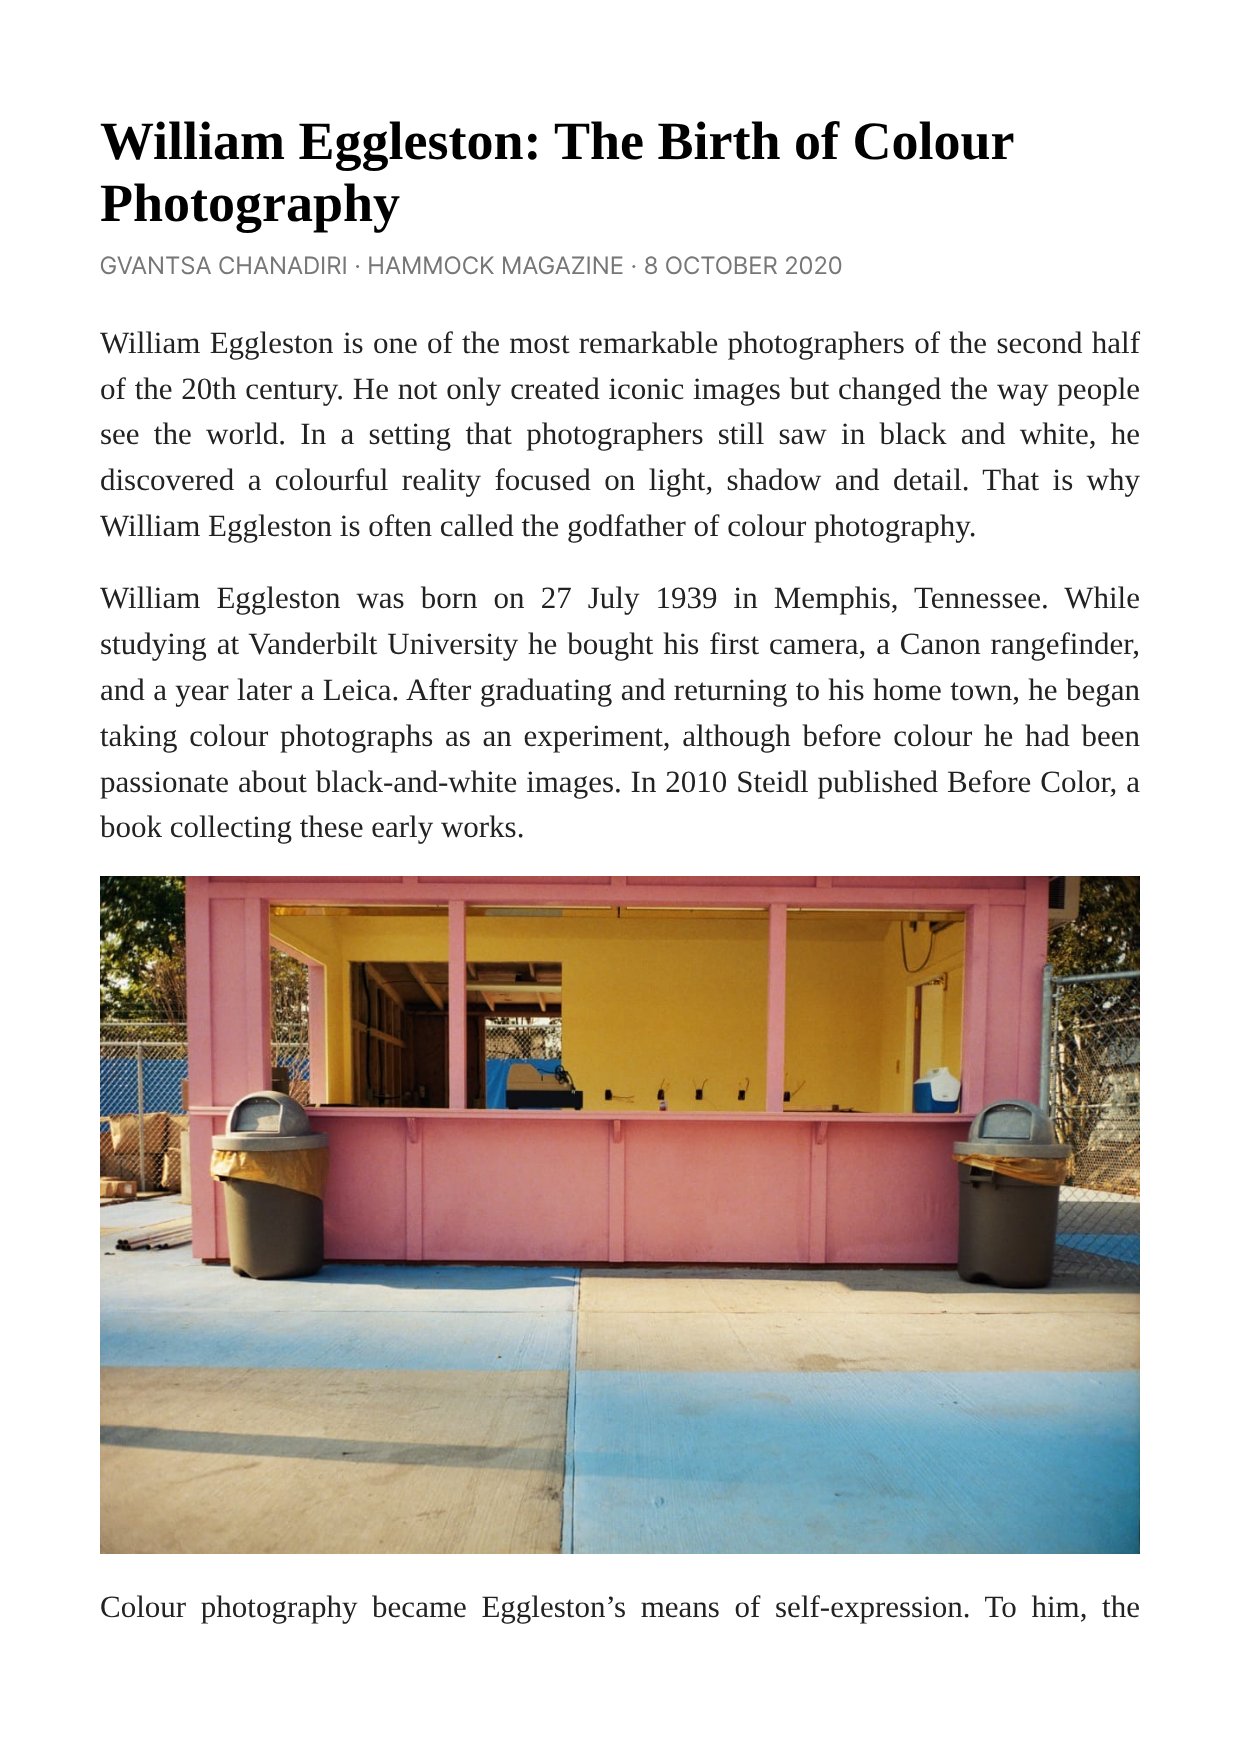 William Eggleston: The Birth of Colour
Photography
GVANTSA CHANADIRI · HAMMOCK MAGAZINE · 8 OCTOBER 2020
William Eggleston is one of the most remarkable photographers of the second half
of the 20th century. He not only created iconic images but changed the way people
see the world. In a setting that photographers still saw in black and white, he
discovered a colourful reality focused on light, shadow and detail. That is why
William Eggleston is often called the godfather of colour photography.
William Eggleston was born on 27 July 1939 in Memphis, Tennessee. While
studying at Vanderbilt University he bought his first camera, a Canon rangefinder,
and a year later a Leica. After graduating and returning to his home town, he began
taking colour photographs as an experiment, although before colour he had been
passionate about black-and-white images. In 2010 Steidl published Before Color, a
book collecting these early works.
Colour photography became Eggleston’s means of self-expression. To him, the